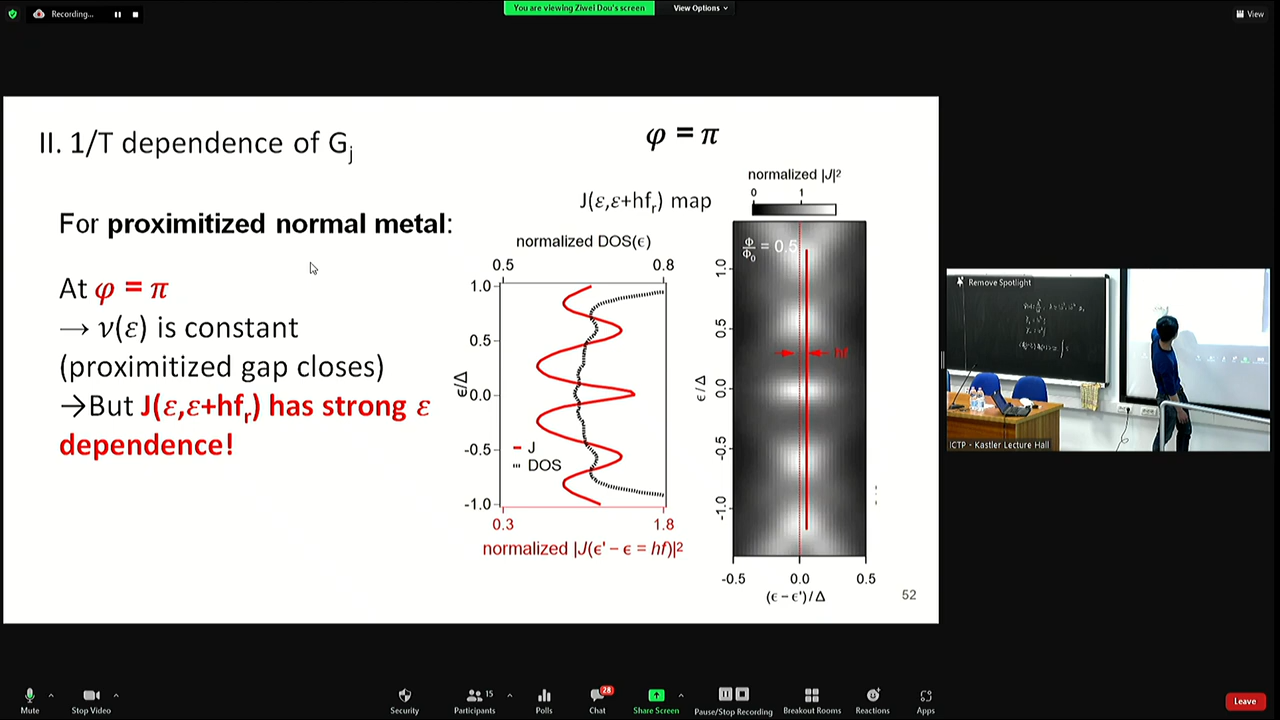 Recording...
You are viewing Ziwei Dou's screen
View Options
View
II. 1/T dependence of Gj
φ = π
For proximitized normal metal:
At φ = π
→ ν(ε) is constant
(proximitized gap closes)
→But J(ε,ε+hfr) has strong ε
dependence!
J(ε,ε+hfr) map
normalized DOS(ϵ)
0.5
0.8
1.0
0.5
0.0
-0.5
-1.0
ϵ/Δ
J
DOS
0.3
1.8
normalized |J(ϵ' − ϵ = hf)|²
normalized |J|²
0
1
Φ/Φ₀ = 0.5
hf
1.0
0.5
0.0
-0.5
-1.0
ϵ/Δ
-0.5
0.0
0.5
(ϵ − ϵ')/Δ
52
Remove Spotlight
ICTP - Kastler Lecture Hall
Mute
Stop Video
Security
Participants
15
Polls
Chat
28
Share Screen
Pause/Stop Recording
Breakout Rooms
Reactions
Apps
Leave